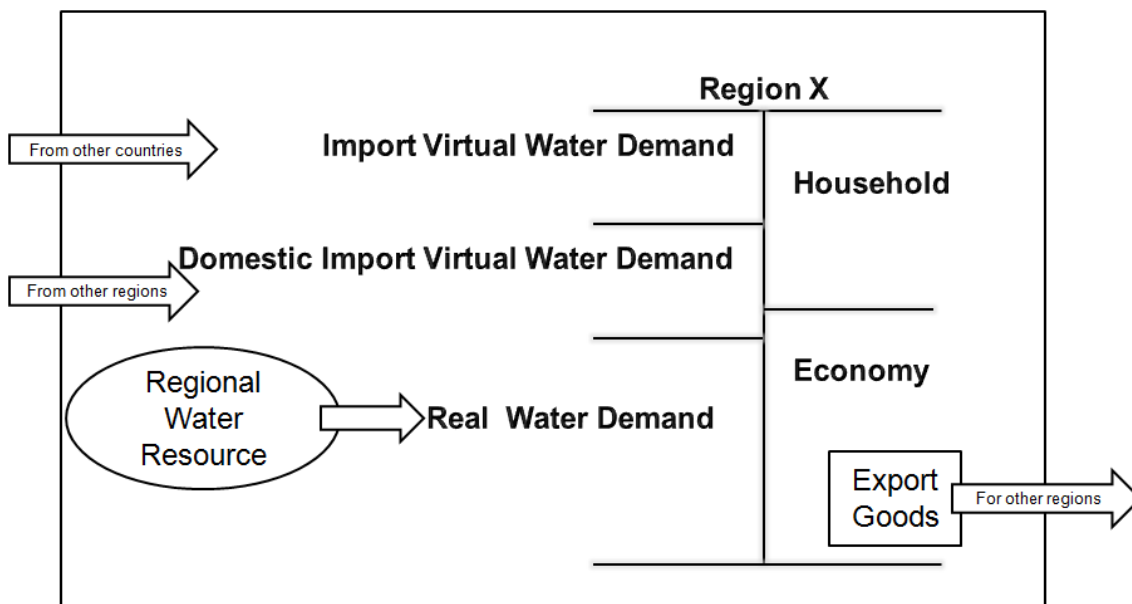 Region X
From other countries
Import Virtual Water Demand
Household
Domestic Import Virtual Water Demand
From other regions
Economy
Regional
Water
Resource
Real Water Demand
Export
Goods
For other regions